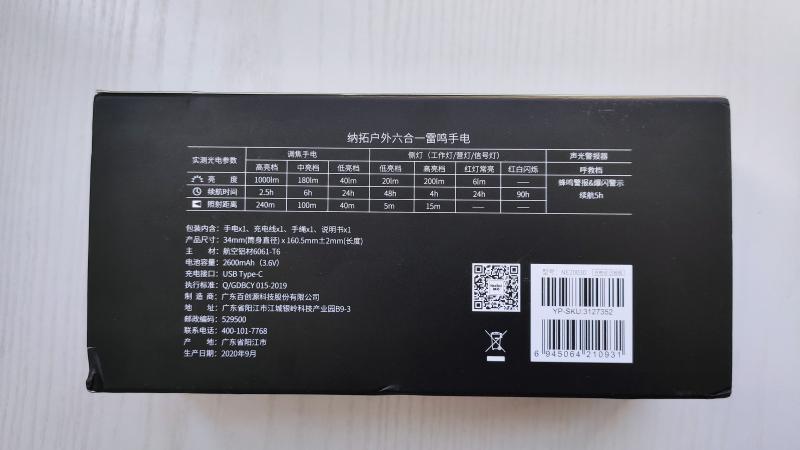 纳拓户外六合一雷鸣手电
实测光电参数 调焦手电 侧灯（工作灯/营灯/信号灯） 声光警报器
高亮档 中亮档 低亮档 低亮档 高亮档 红灯常亮 红白闪烁 呼救档
亮 度 1000lm 180lm 40lm 20lm 200lm 6lm — 蜂鸣警报&爆闪警示
续航时间 2.5h 6h 24h 48h 4h 24h 90h 续航5h
照射距离 240m 100m 40m 5m 15m — —
包装内含： 手电x1、充电线x1、手绳x1、说明书x1
产品尺寸： 34mm(筒身直径) x 160.5mm±2mm(长度)
主 材： 航空铝材6061-T6
电池容量： 2600mAh（3.6V）
充电接口： USB Type-C
执行标准： Q/GDBCY 015-2019
制 造 商： 广东百创源科技股份有限公司
地 址： 广东省阳江市江城银岭科技产业园B9-3
邮政编码： 529500
联系电话： 400-101-7768
产 地： 广东省阳江市
生产日期： 2020年9月
型号： NE20030
YP-SKU:3127352
6 945064 210931